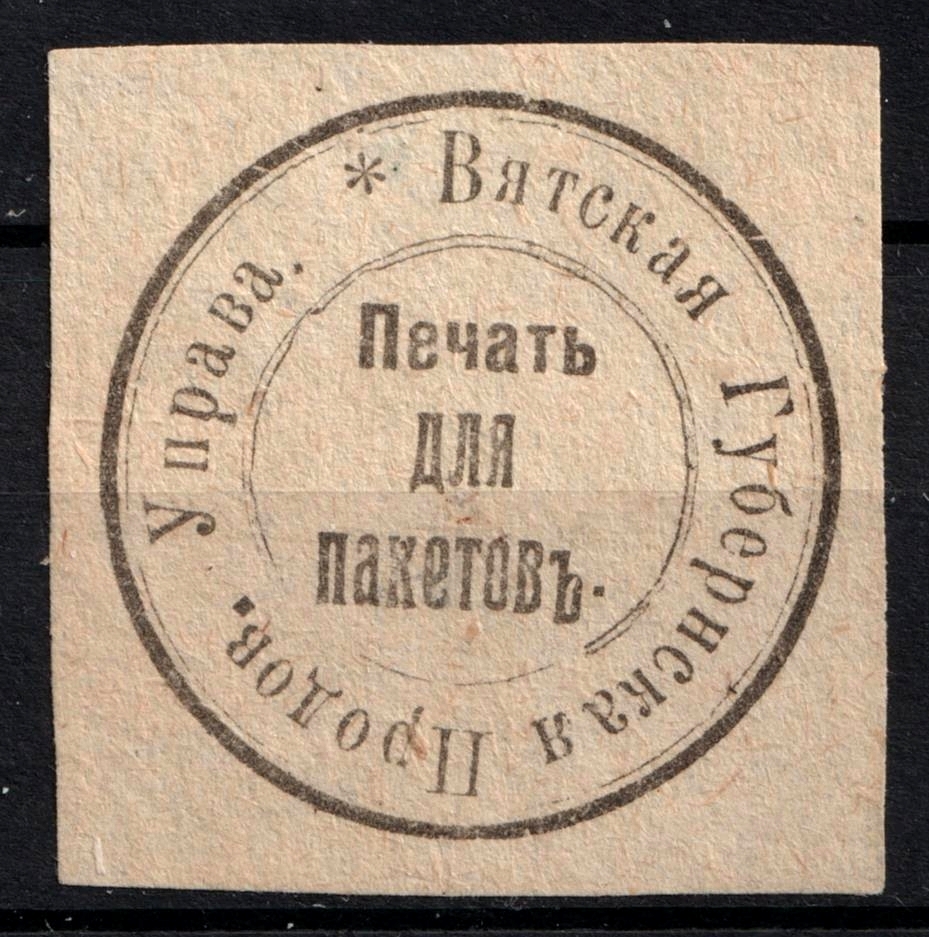 * Вятская Губернская Продов. Управа.
Печать
для
пакетовъ.